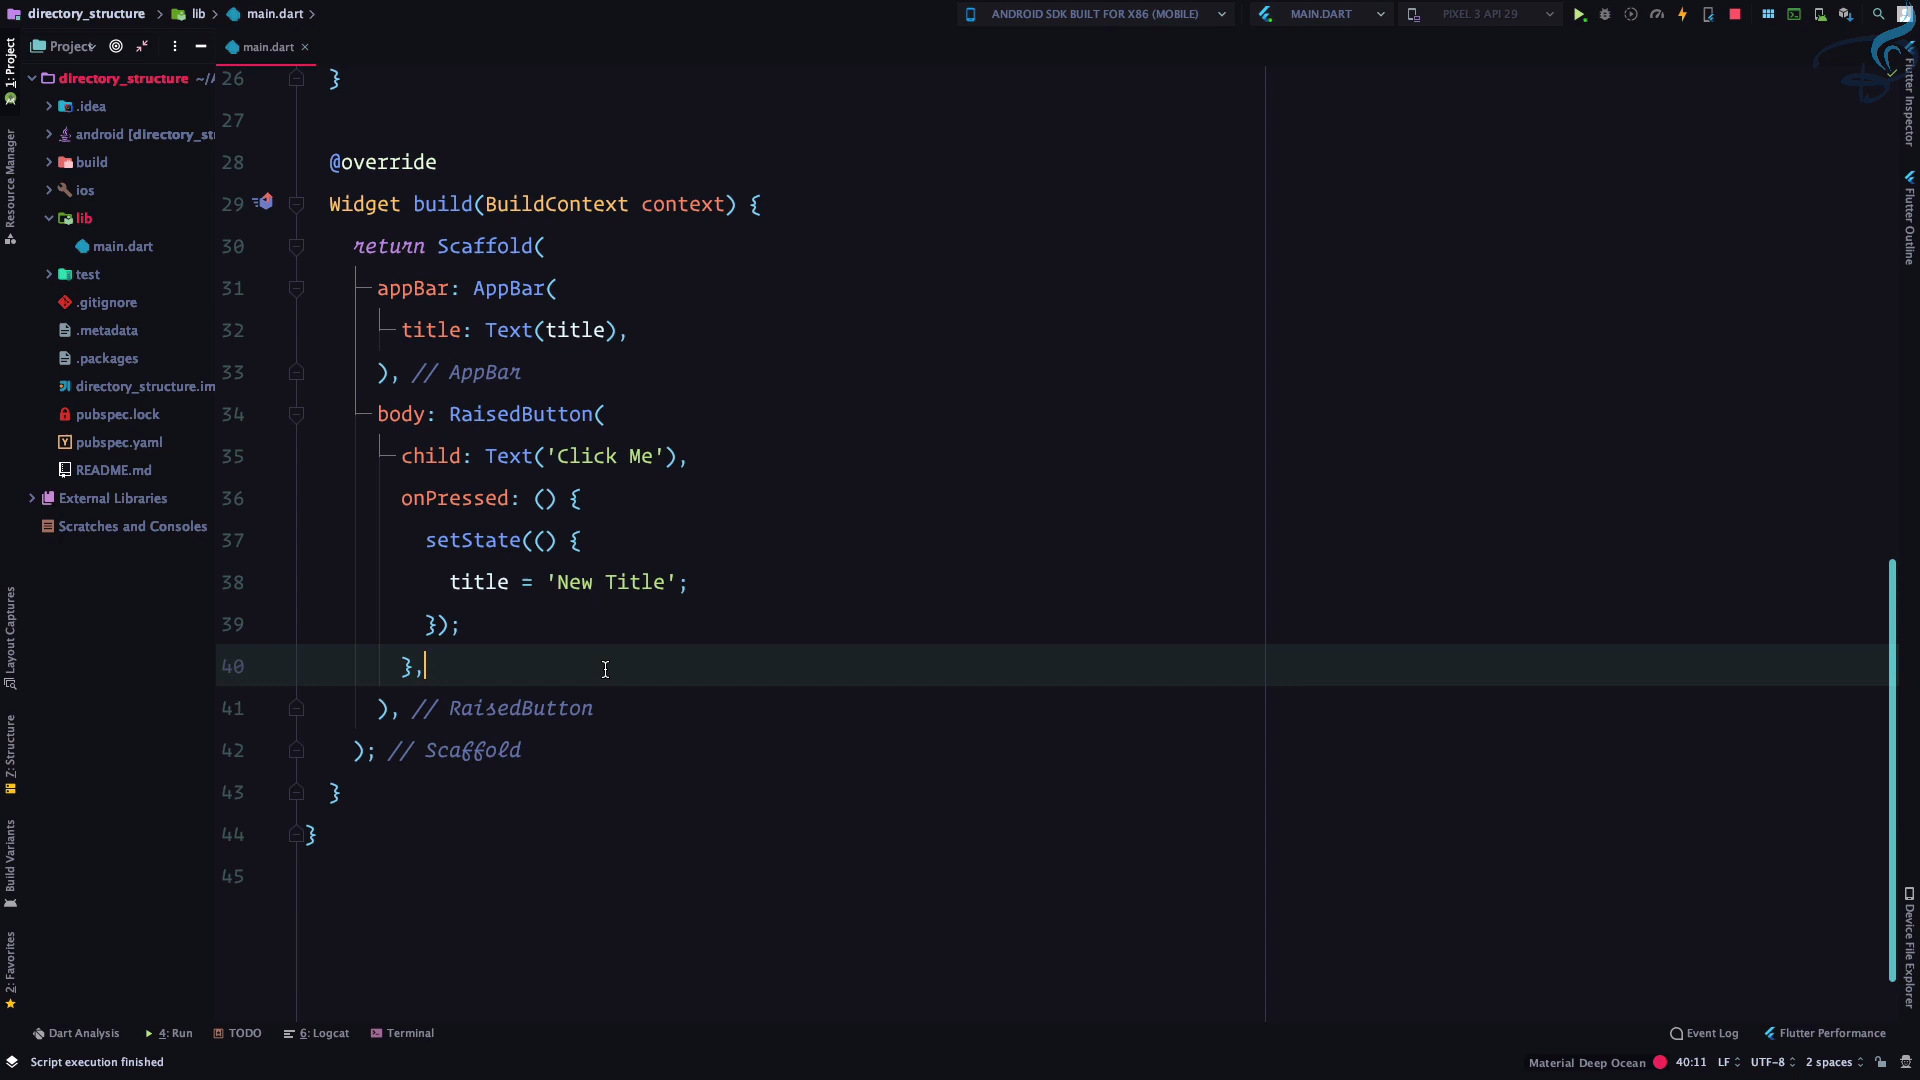 directory_structure > lib > main.dart >
ANDROID SDK BUILT FOR X86 (MOBILE)
MAIN.DART
PIXEL 3 API 29
Project
main.dart ×
1: Project
Resource Manager
Layout Captures
Z: Structure
Build Variants
2: Favorites
directory_structure ~/
.idea
android [directory_st
build
ios
lib
main.dart
test
.gitignore
.metadata
.packages
directory_structure.im
pubspec.lock
pubspec.yaml
README.md
External Libraries
Scratches and Consoles
26 }
27
28 @override
29 Widget build(BuildContext context) {
30 return Scaffold(
31 appBar: AppBar(
32 title: Text(title),
33 ), // AppBar
34 body: RaisedButton(
35 child: Text('Click Me'),
36 onPressed: () {
37 setState(() {
38 title = 'New Title';
39 });
40 },
41 ), // RaisedButton
42 ); // Scaffold
43 }
44 }
45
Flutter Inspector
Flutter Outline
Device File Explorer
Dart Analysis
4: Run
TODO
6: Logcat
Terminal
Event Log
Flutter Performance
Script execution finished
Material Deep Ocean
40:11
LF
UTF-8
2 spaces